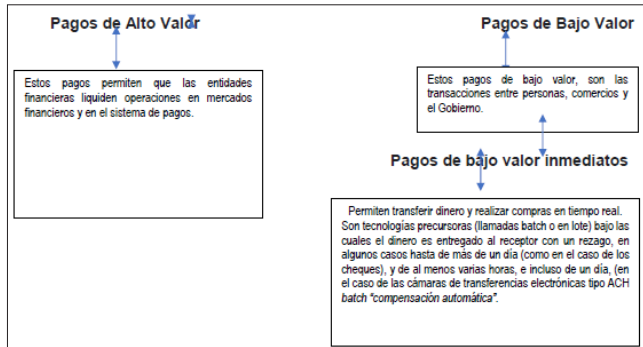 Pagos de Alto Valor
Estos pagos permiten que las entidades
financieras liquiden operaciones en mercados
financieros y en el sistema de pagos.
Pagos de Bajo Valor
Estos pagos de bajo valor, son las
transacciones entre personas, comercios y
el Gobierno.
Pagos de bajo valor inmediatos
Permiten transferir dinero y realizar compras en tiempo real.
Son tecnologías precursoras (llamadas batch o en lote) bajo las
cuales el dinero es entregado al receptor con un rezago, en
algunos casos hasta de más de un día (como en el caso de los
cheques), y de al menos varias horas, e incluso de un día, (en
el caso de las cámaras de transferencias electrónicas tipo ACH
batch “compensación automática”.